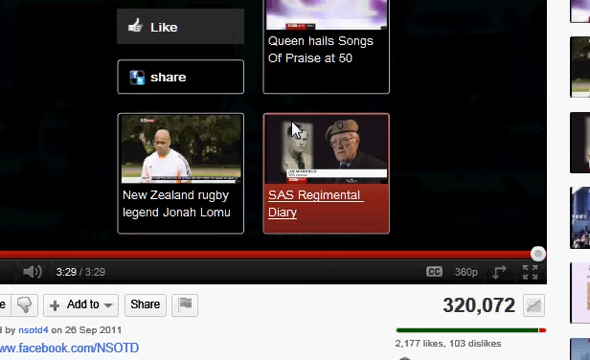 Like
Queen hails Songs
Of Praise at 50
share
New Zealand rugby
legend Jonah Lomu
SAS Regimental
Diary
3:29 / 3:29
CC
360p
e
Add to
Share
320,072
d by nsotd4 on 26 Sep 2011
2,177 likes, 103 dislikes
ww.facebook.com/NSOTD